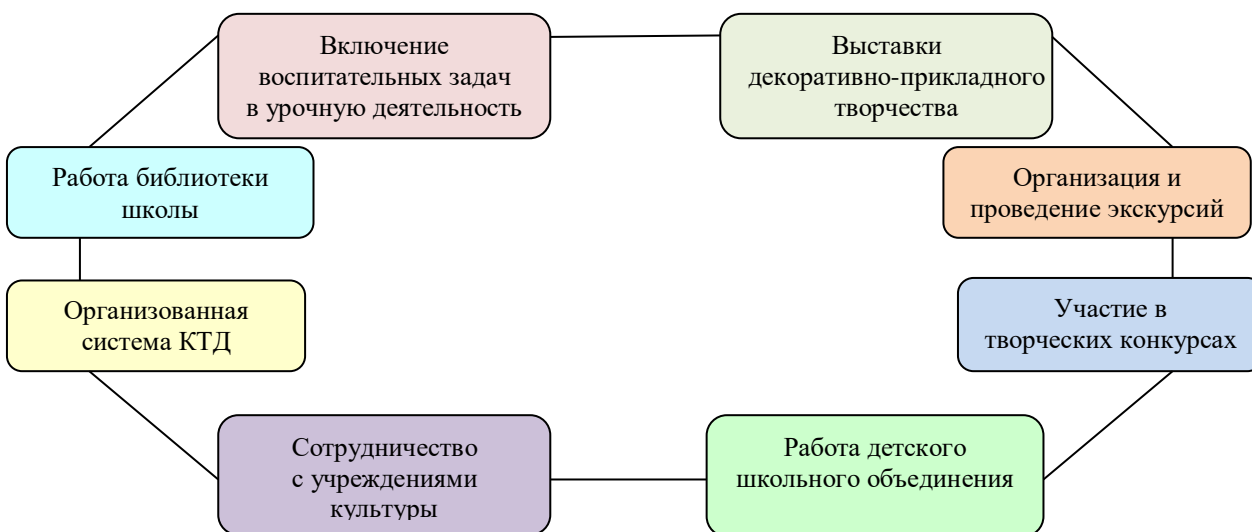 Включение
воспитательных задач
в урочную деятельность
Выставки
декоративно-прикладного
творчества
Работа библиотеки
школы
Организация и
проведение экскурсий
Организованная
система КТД
Участие в
творческих конкурсах
Сотрудничество
с учреждениями
культуры
Работа детского
школьного объединения